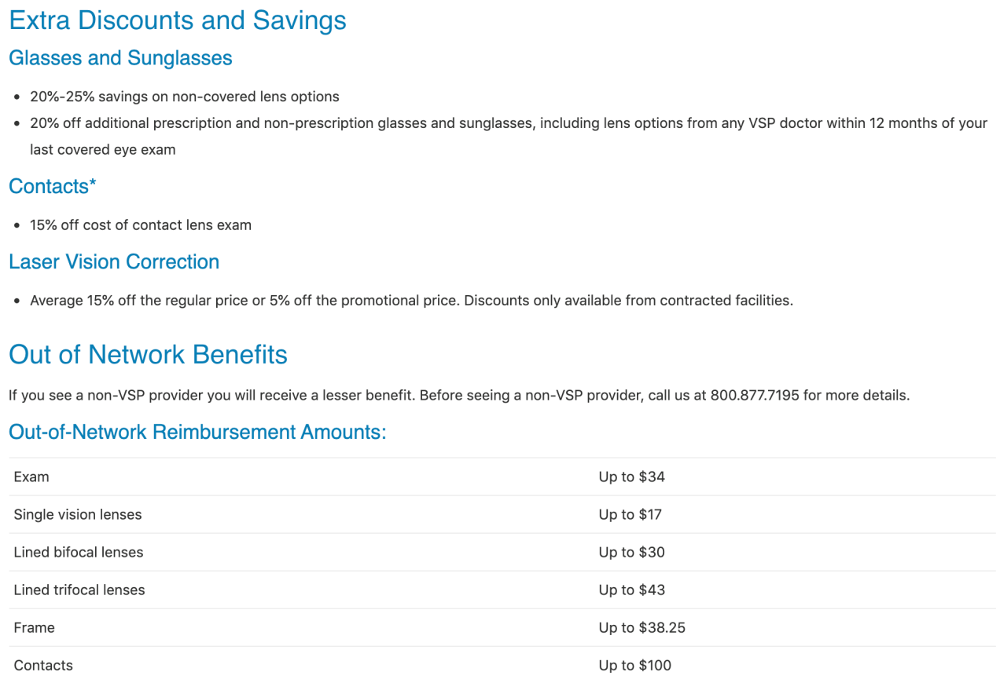 Extra Discounts and Savings
Glasses and Sunglasses
• 20%-25% savings on non-covered lens options
• 20% off additional prescription and non-prescription glasses and sunglasses, including lens options from any VSP doctor within 12 months of your
last covered eye exam
Contacts*
• 15% off cost of contact lens exam
Laser Vision Correction
• Average 15% off the regular price or 5% off the promotional price. Discounts only available from contracted facilities.
Out of Network Benefits
If you see a non-VSP provider you will receive a lesser benefit. Before seeing a non-VSP provider, call us at 800.877.7195 for more details.
Out-of-Network Reimbursement Amounts:
Exam Up to $34
Single vision lenses Up to $17
Lined bifocal lenses Up to $30
Lined trifocal lenses Up to $43
Frame Up to $38.25
Contacts Up to $100